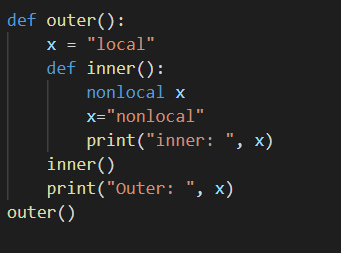 def outer():
    x = "local"
    def inner():
        nonlocal x
        x="nonlocal"
        print("inner: ", x)
    inner()
    print("Outer: ", x)
outer()